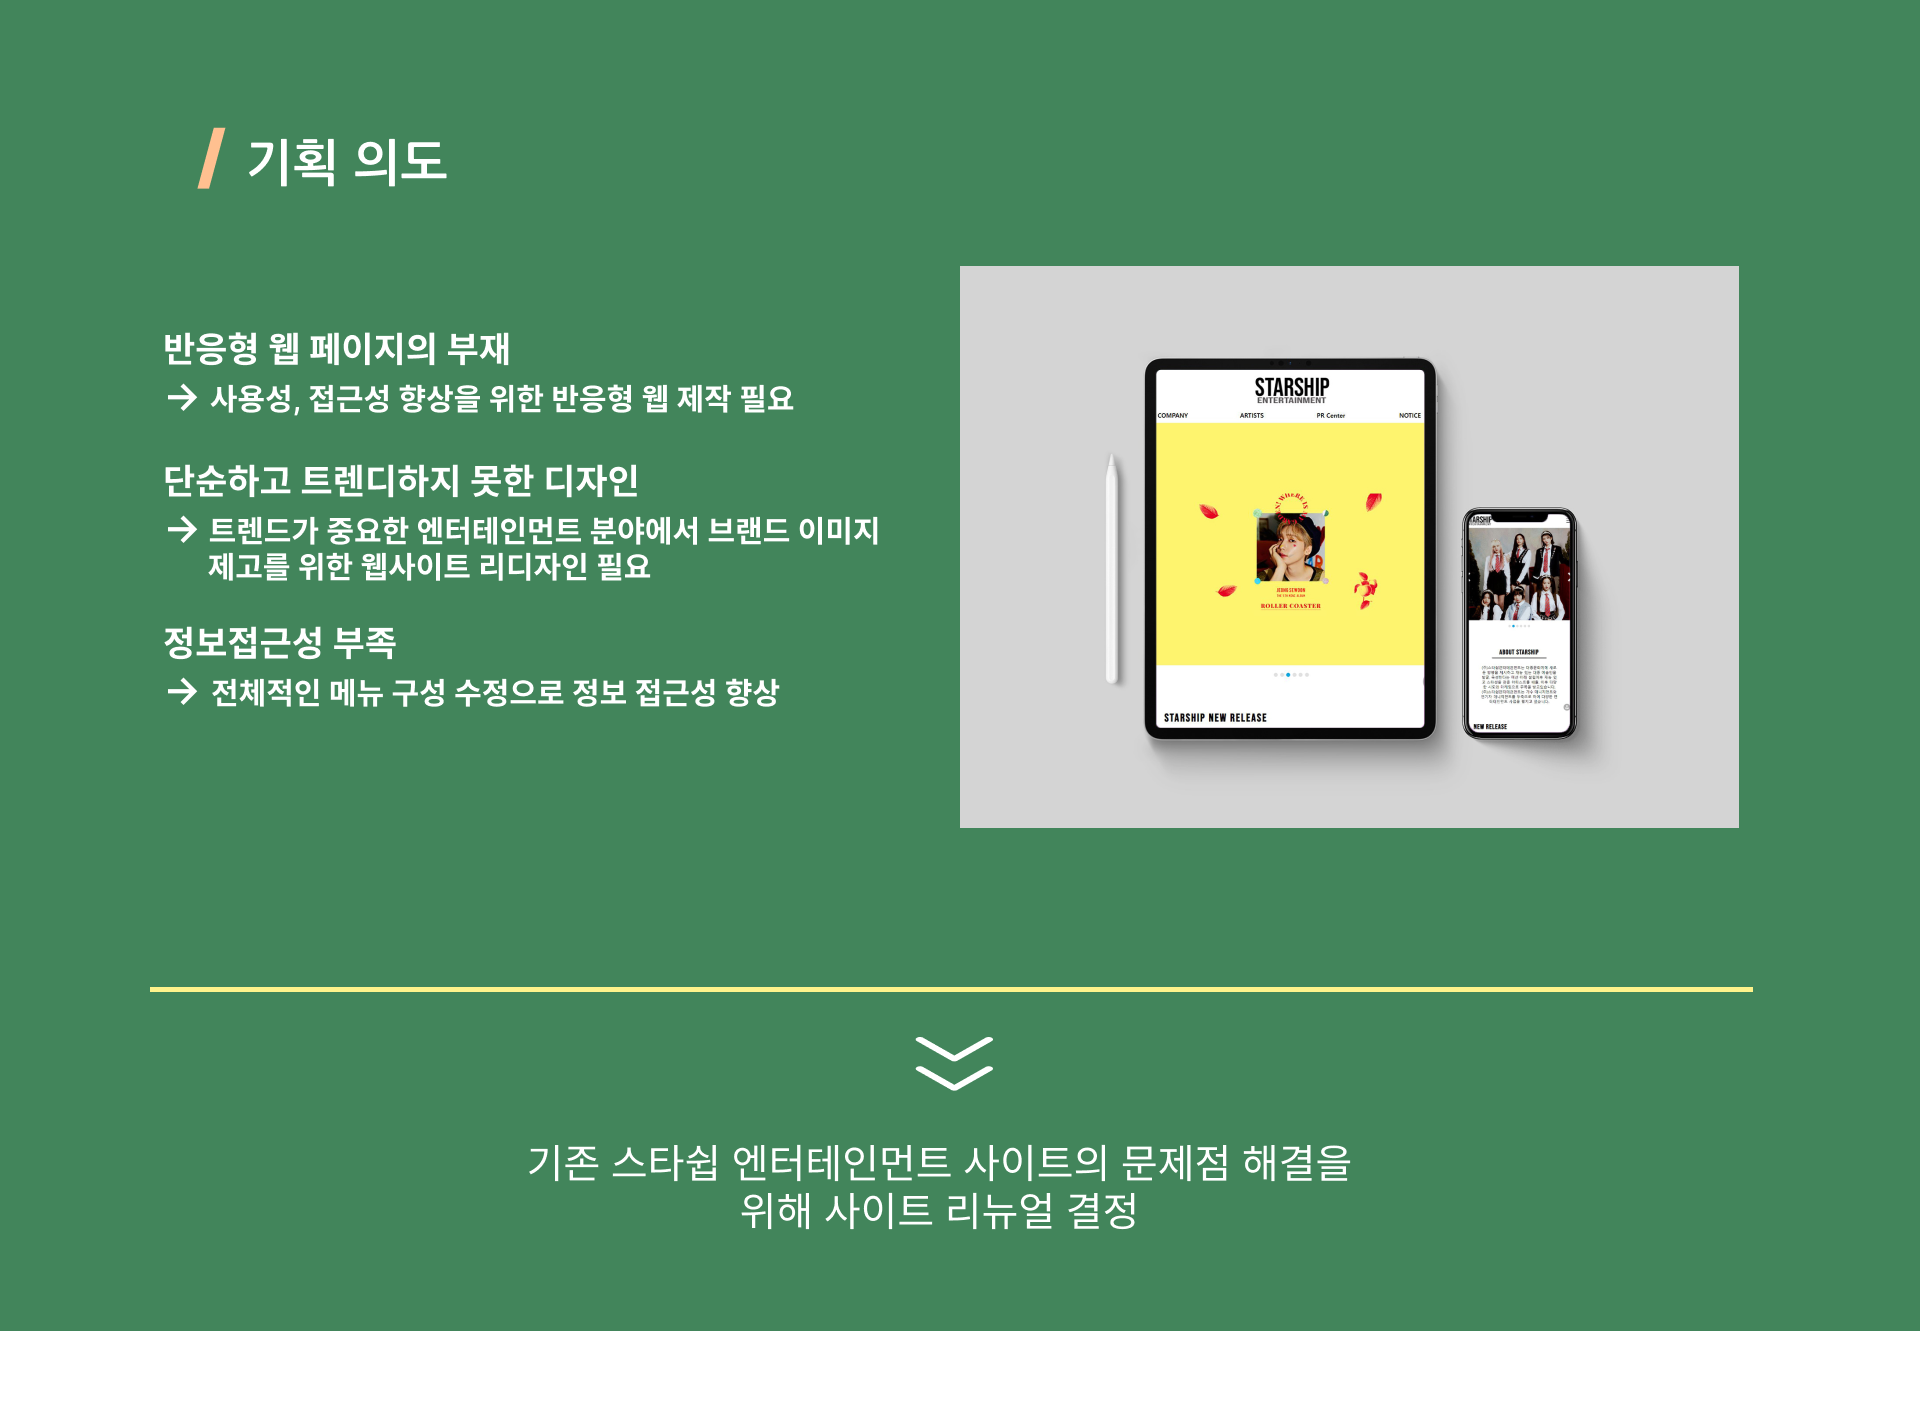 기획 의도
반응형 웹 페이지의 부재
→ 사용성, 접근성 향상을 위한 반응형 웹 제작 필요
단순하고 트렌디하지 못한 디자인
→ 트렌드가 중요한 엔터테인먼트 분야에서 브랜드 이미지
제고를 위한 웹사이트 리디자인 필요
정보접근성 부족
→ 전체적인 메뉴 구성 수정으로 정보 접근성 향상
STARSHIP
ENTERTAINMENT
COMPANY ARTISTS PR Center NOTICE
JEONG SEWOON
ROLLER COASTER
STARSHIP NEW RELEASE
STARSHIP
ABOUT STARSHIP
NEW RELEASE
기존 스타쉽 엔터테인먼트 사이트의 문제점 해결을
위해 사이트 리뉴얼 결정